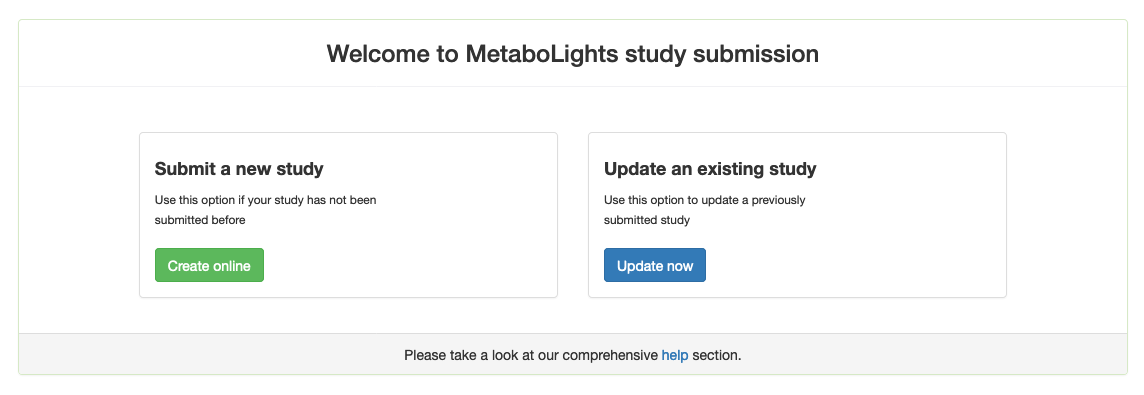 Welcome to MetaboLights study submission
Submit a new study
Use this option if your study has not been
submitted before
Create online
Update an existing study
Use this option to update a previously
submitted study
Update now
Please take a look at our comprehensive help section.